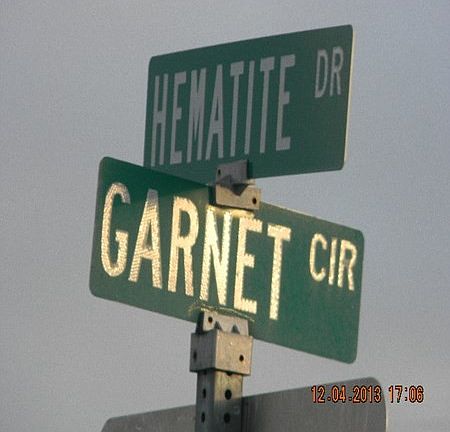 HEMATITE DR
GARNET CIR
12-04-2013 17:06